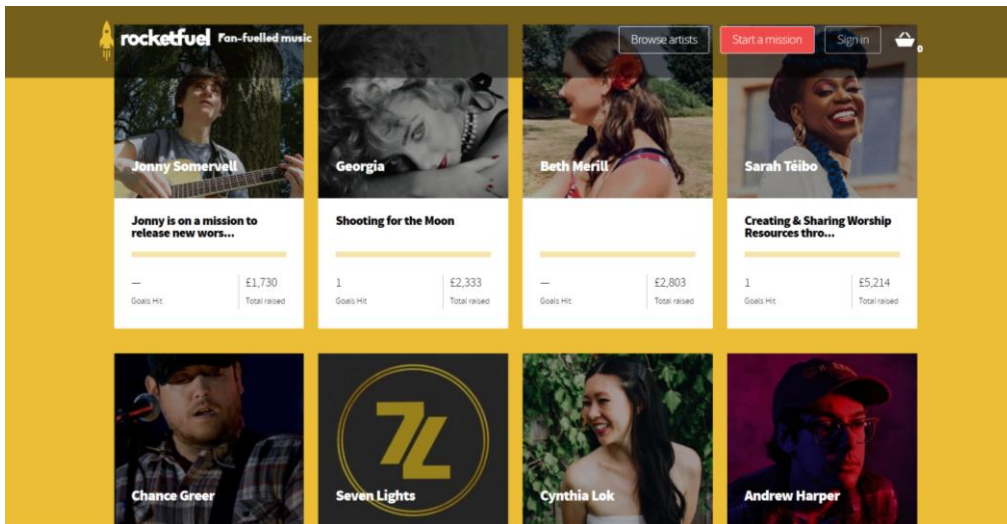 rocketfuel Fan-fuelled music
Browse artists
Start a mission
Sign in
0
Jonny Somervell
Georgia
Beth Merill
Sarah Téibo
Jonny is on a mission to
release new wors...
Shooting for the Moon
Creating & Sharing Worship
Resources thro...
—
Goals Hit
£1,730
Total raised
1
Goals Hit
£2,333
Total raised
—
Goals Hit
£2,803
Total raised
1
Goals Hit
£5,214
Total raised
7L
Chance Greer
Seven Lights
Cynthia Lok
Andrew Harper